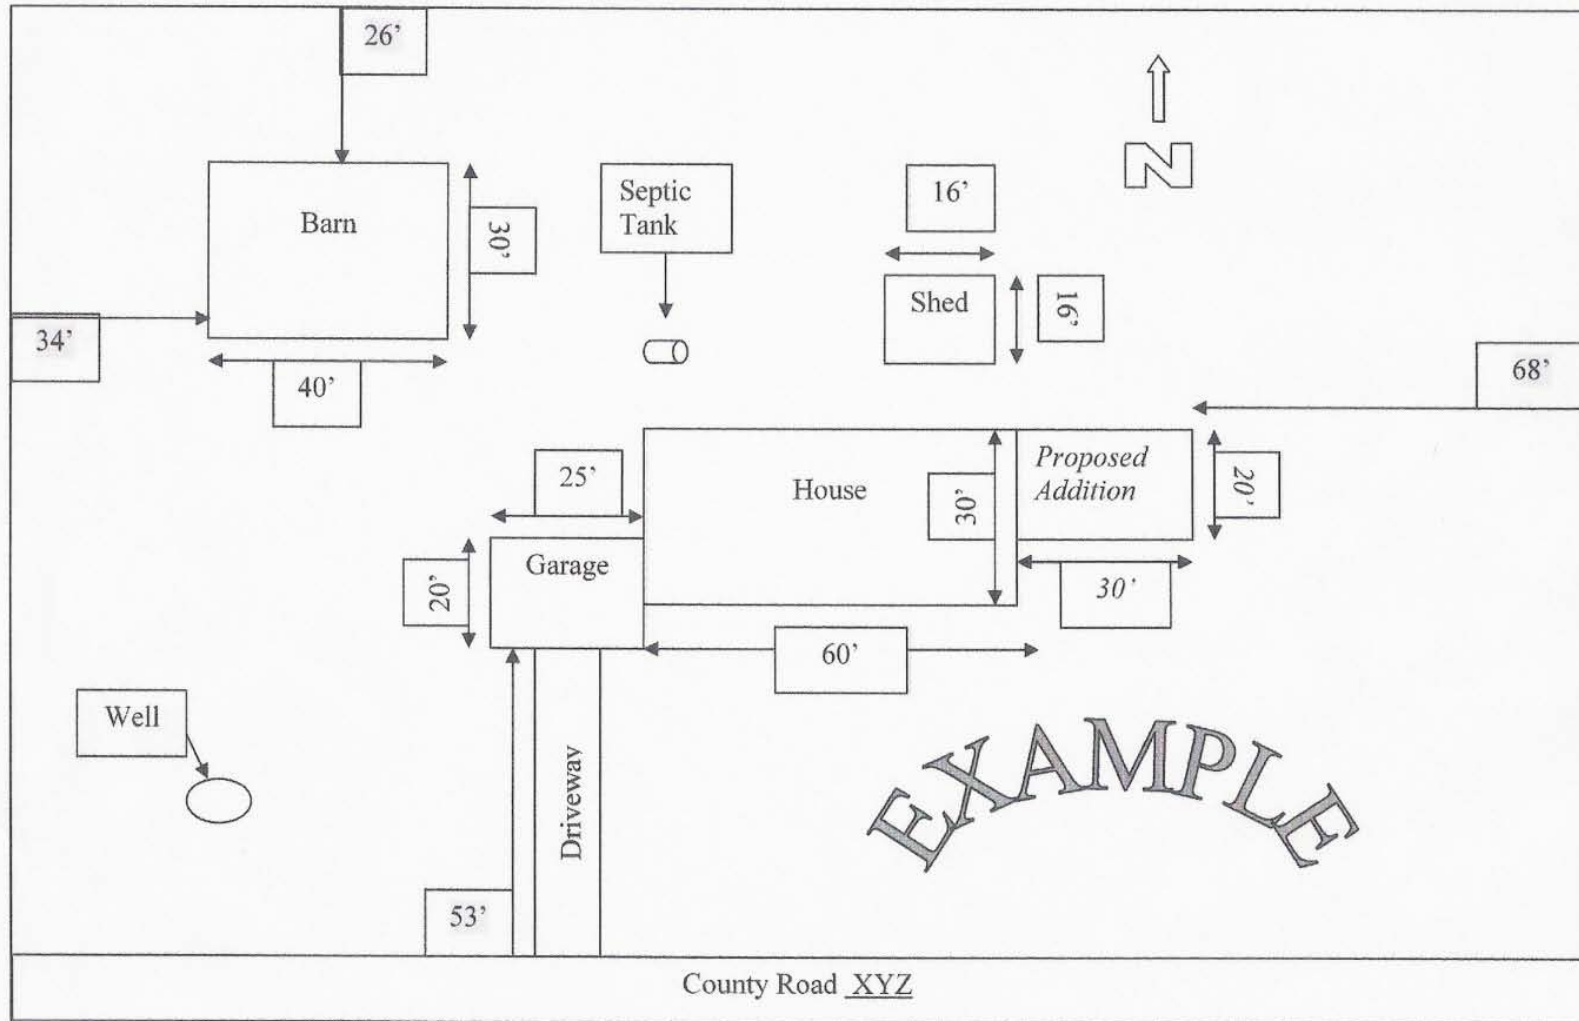 26'
N
Barn
30'
Septic
Tank
16'
Shed
16'
34'
40'
68'
25'
House
30'
Proposed
Addition
20'
Garage
20'
30'
60'
Well
Driveway
EXAMPLE
53'
County Road XYZ